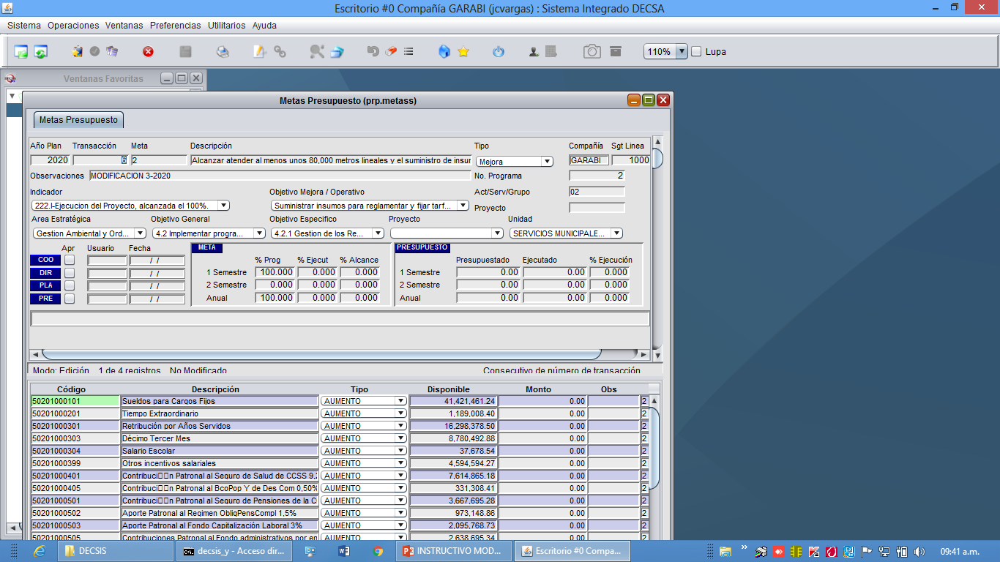 Escritorio #0 Compañía GARABI (jcvargas) : Sistema Integrado DECSA
Sistema Operaciones Ventanas Preferencias Utilitarios Ayuda
110% Lupa
Ventanas Favoritas
Metas Presupuesto (prp.metass)
Metas Presupuesto
Año Plan Transacción Meta Descripción Tipo Compañía Sgt Linea
2020 6 2 Alcanzar atender al menos unos 80,000 metros lineales y el suministro de insur Mejora GARABI 1000
Observaciones MODIFICACION 3-2020 No. Programa 2
Indicador Objetivo Mejora / Operativo Act/Serv/Grupo 02
222.I-Ejecucion del Proyecto, alcanzada el 100%. Suministrar insumos para reglamentar y fijar tarf... Proyecto
Area Estratégica Objetivo General Objetivo Especifico Proyecto Unidad
Gestion Ambiental y Ord... 4.2 Implementar progra... 4.2.1 Gestion de los Re... SERVICIOS MUNICIPALE...
Apr Usuario Fecha META PRESUPUESTO
COO / / % Prog % Ejecut % Alcance Presupuestado Ejecutado % Ejecución
DIR / / 1 Semestre 100.000 0.000 0.000 1 Semestre 0.00 0.00 0.000
PLA / / 2 Semestre 0.000 0.000 0.000 2 Semestre 0.00 0.00 0.000
PRE / / Anual 100.000 0.000 0.000 Anual 0.00 0.00 0.000
Modo: Edición 1 de 4 registros No Modificado Consecutivo de número de transacción
Código Descripción Tipo Disponible Monto Obs
50201000101 Sueldos para Cargos Fijos AUMENTO 41,421,461.24 0.00 2
50201000201 Tiempo Extraordinario AUMENTO 1,189,008.40 0.00 2
50201000301 Retribución por Años Servidos AUMENTO 16,298,378.50 0.00 2
50201000303 Décimo Tercer Mes AUMENTO 8,780,492.88 0.00 2
50201000304 Salario Escolar AUMENTO 37,678.54 0.00 2
50201000399 Otros incentivos salariales AUMENTO 4,594,594.27 0.00 2
50201000401 Contribuci□□n Patronal al Seguro de Salud de CCSS 9,2 AUMENTO 7,614,865.18 0.00 2
50201000405 Contribuci□□n Patronal al BcoPop Y de Des Com 0,50% AUMENTO 331,308.41 0.00 2
50201000501 Contribuci□□n Patronal al Seguro de Pensiones de la C AUMENTO 3,667,695.28 0.00 2
50201000502 Aporte Patronal al Regimen ObligPensCompl 1,5% AUMENTO 973,148.86 0.00 2
50201000503 Aporte Patronal al Fondo Capitalización Laboral 3% AUMENTO 2,095,768.73 0.00 2
50201000505 Contribuciones Patronal al Fondo administrativos por en AUMENTO 2,638,695.34 0.00 2
DECSIS decsis_y - Acceso dir... INSTRUCTIVO MOD... Escritorio #0 Compa... 09:41 a.m.